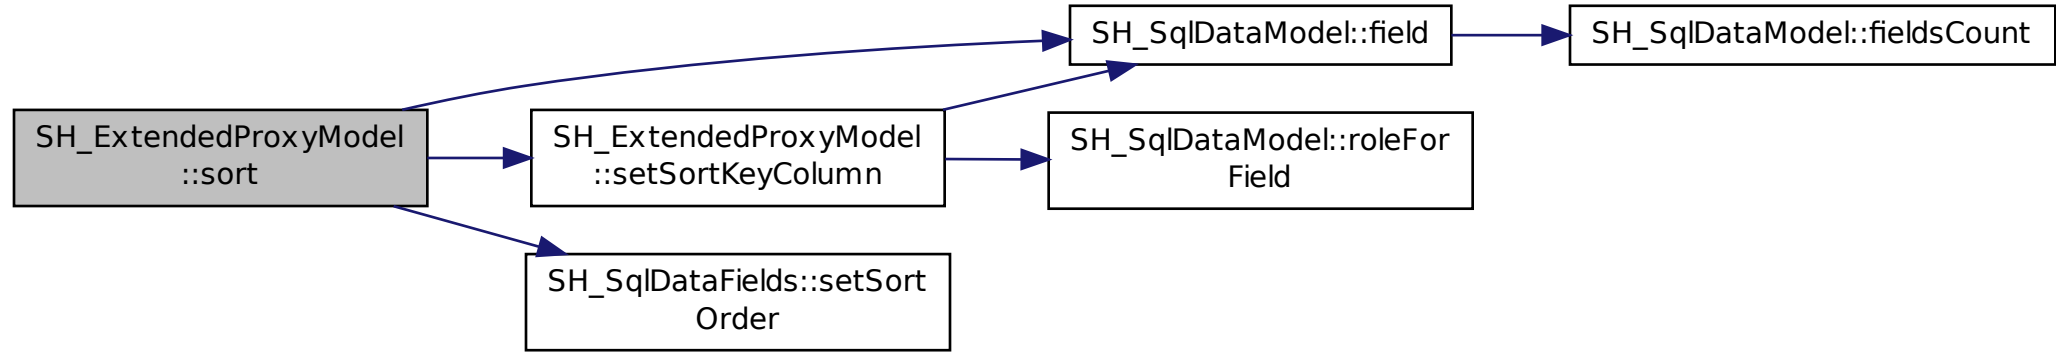 SH_SqlDataModel::field
SH_SqlDataModel::fieldsCount
SH_ExtendedProxyModel
::sort
SH_ExtendedProxyModel
::setSortKeyColumn
SH_SqlDataModel::roleFor
Field
SH_SqlDataFields::setSort
Order